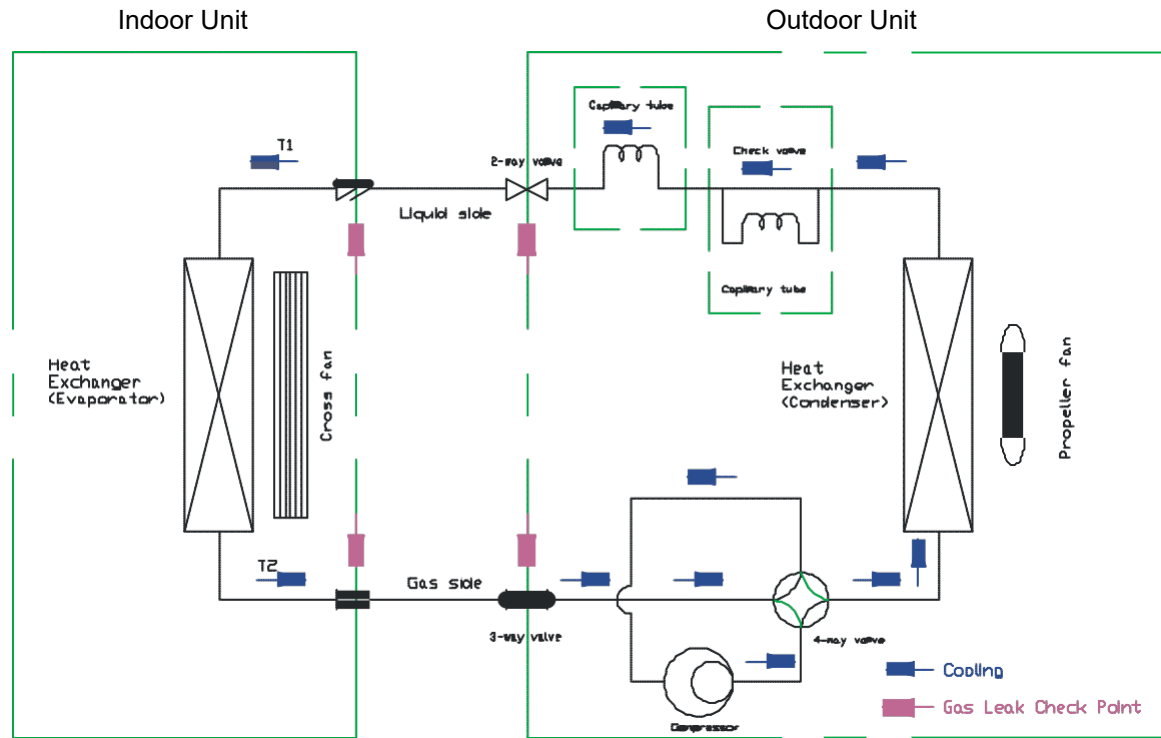 Indoor Unit
Outdoor Unit
Capillary tube
T1
2-way valve
Check valve
Liquid side
Capillary tube
Heat
Exchanger
(Evaporator)
Cross fan
Heat
Exchanger
(Condenser)
Propeller fan
T2
Gas side
3-way valve
4-way valve
Compressor
Cooling
Gas Leak Check Point